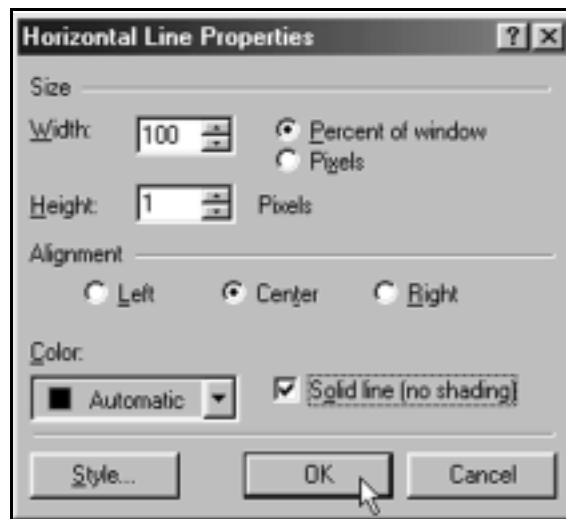 Horizontal Line Properties
Size
Width: 100 Percent of window
Pixels
Height: 1 Pixels
Alignment
Left Center Right
Color:
Automatic Solid line (no shading)
Style... OK Cancel